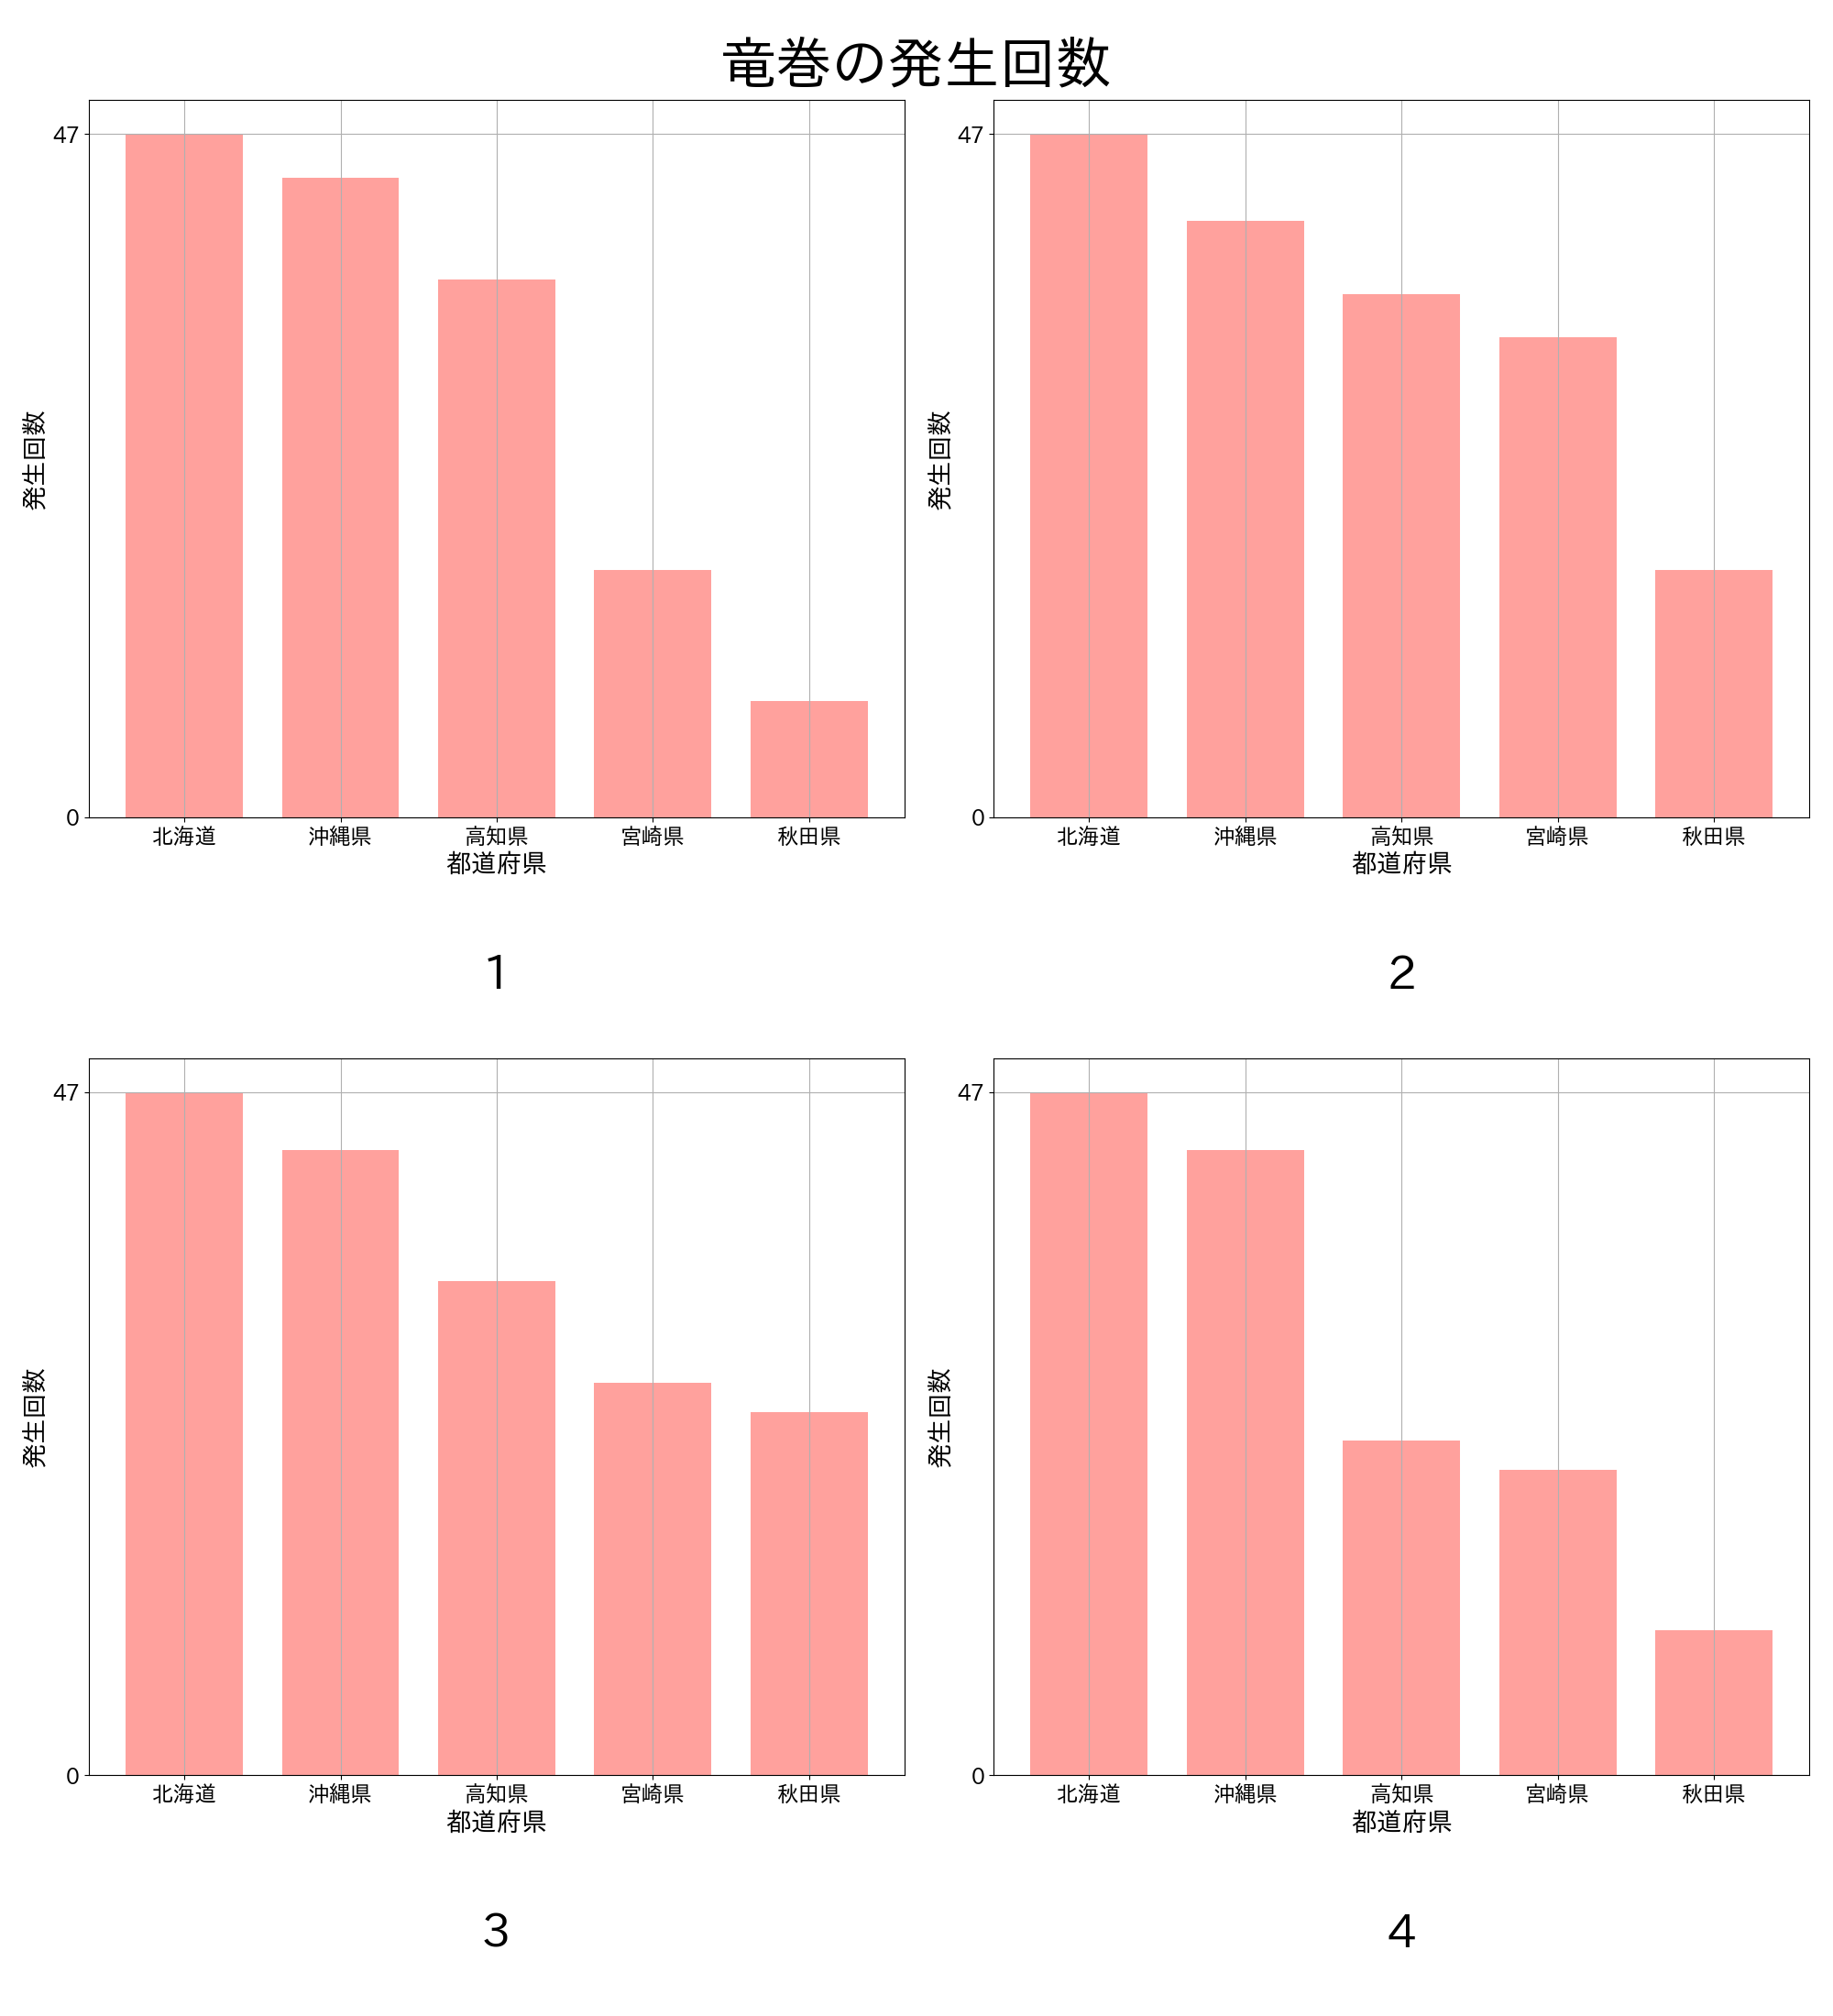 竜巻の発生回数
47
0
発生回数
北海道 沖縄県 高知県 宮崎県 秋田県
都道府県
1
47
0
発生回数
北海道 沖縄県 高知県 宮崎県 秋田県
都道府県
2
47
0
発生回数
北海道 沖縄県 高知県 宮崎県 秋田県
都道府県
3
47
0
発生回数
北海道 沖縄県 高知県 宮崎県 秋田県
都道府県
4